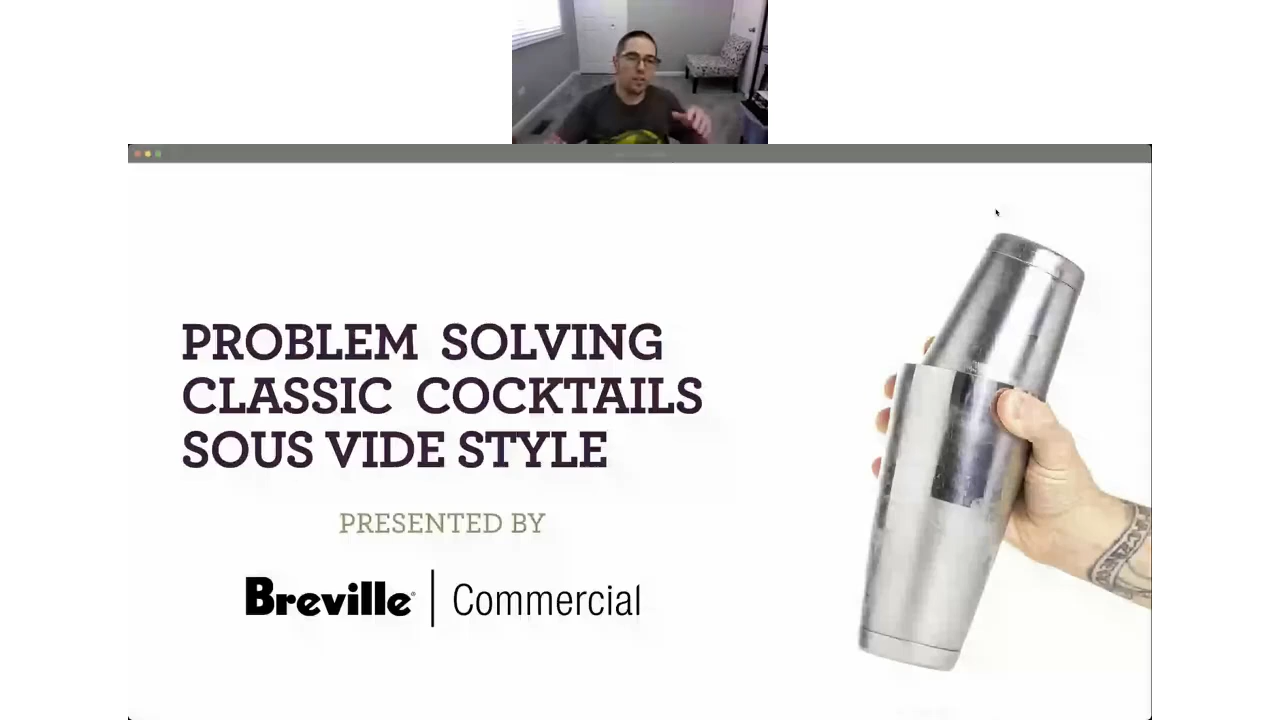 PROBLEM SOLVING
CLASSIC COCKTAILS
SOUS VIDE STYLE
PRESENTED BY
Breville® | Commercial